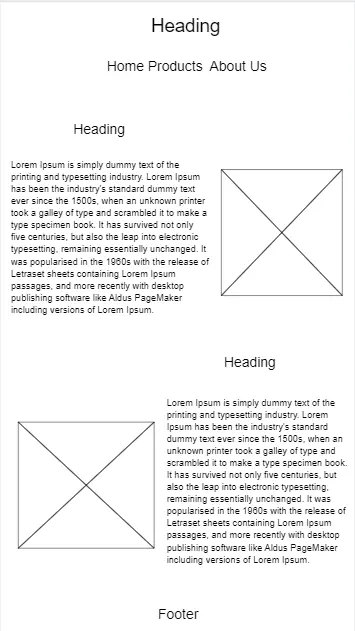 Heading
Home Products About Us
Heading
Lorem Ipsum is simply dummy text of the
printing and typesetting industry. Lorem Ipsum
has been the industry's standard dummy text
ever since the 1500s, when an unknown printer
took a galley of type and scrambled it to make a
type specimen book. It has survived not only
five centuries, but also the leap into electronic
typesetting, remaining essentially unchanged. It
was popularised in the 1960s with the release of
Letraset sheets containing Lorem Ipsum
passages, and more recently with desktop
publishing software like Aldus PageMaker
including versions of Lorem Ipsum.
Heading
Lorem Ipsum is simply dummy text of the
printing and typesetting industry. Lorem
Ipsum has been the industry's standard
dummy text ever since the 1500s, when an
unknown printer took a galley of type and
scrambled it to make a type specimen book.
It has survived not only five centuries, but
also the leap into electronic typesetting,
remaining essentially unchanged. It was
popularised in the 1960s with the release of
Letraset sheets containing Lorem Ipsum
passages, and more recently with desktop
publishing software like Aldus PageMaker
including versions of Lorem Ipsum.
Footer